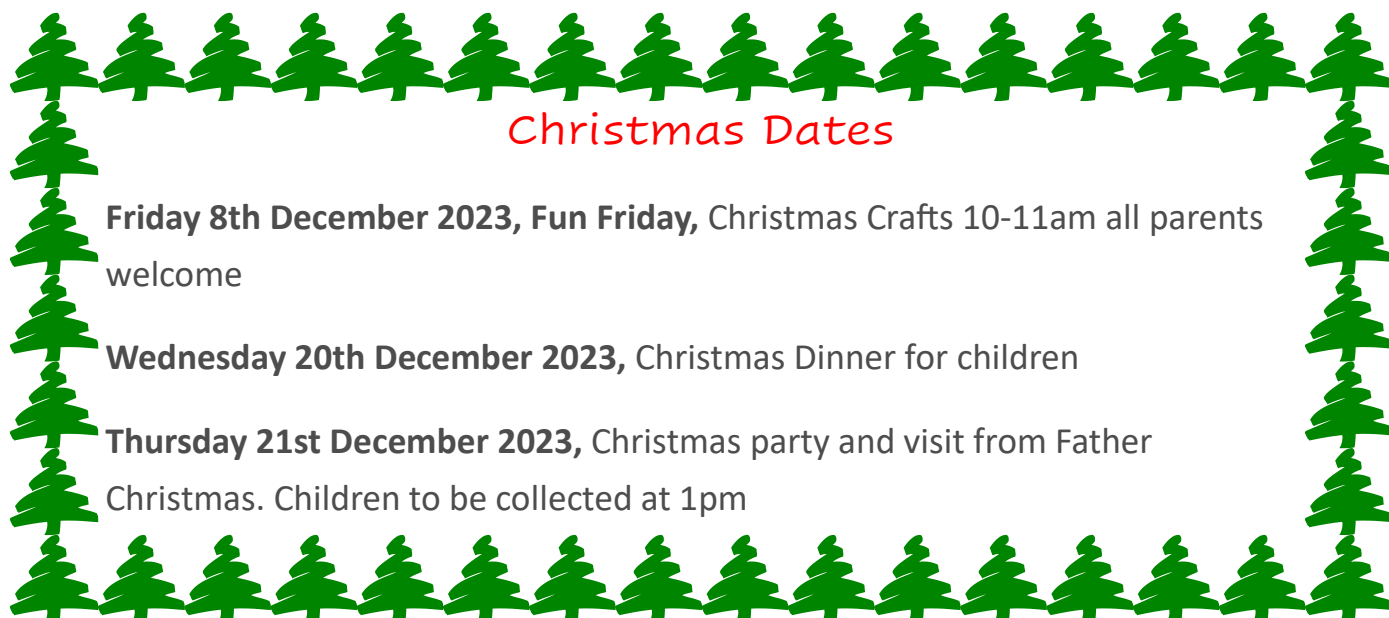 Christmas Dates
Friday 8th December 2023, Fun Friday, Christmas Crafts 10-11am all parents
welcome
Wednesday 20th December 2023, Christmas Dinner for children
Thursday 21st December 2023, Christmas party and visit from Father
Christmas. Children to be collected at 1pm